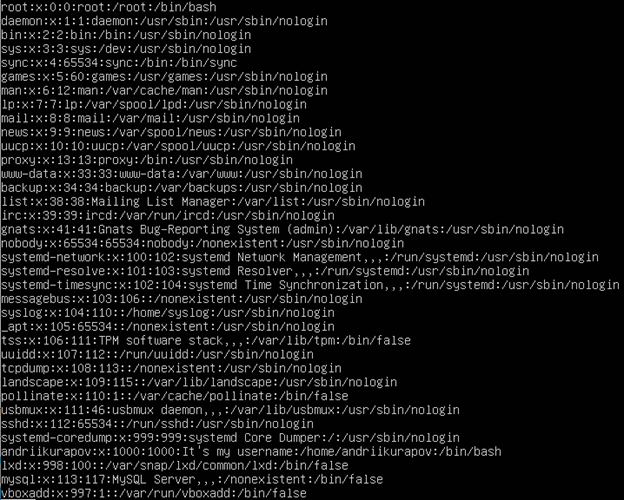 root:x:0:0:root:/root:/bin/bash
daemon:x:1:1:daemon:/usr/sbin:/usr/sbin/nologin
bin:x:2:2:bin:/bin:/usr/sbin/nologin
sys:x:3:3:sys:/dev:/usr/sbin/nologin
sync:x:4:65534:sync:/bin:/bin/sync
games:x:5:60:games:/usr/games:/usr/sbin/nologin
man:x:6:12:man:/var/cache/man:/usr/sbin/nologin
lp:x:7:7:lp:/var/spool/lpd:/usr/sbin/nologin
mail:x:8:8:mail:/var/mail:/usr/sbin/nologin
news:x:9:9:news:/var/spool/news:/usr/sbin/nologin
uucp:x:10:10:uucp:/var/spool/uucp:/usr/sbin/nologin
proxy:x:13:13:proxy:/bin:/usr/sbin/nologin
www-data:x:33:33:www-data:/var/www:/usr/sbin/nologin
backup:x:34:34:backup:/var/backups:/usr/sbin/nologin
list:x:38:38:Mailing List Manager:/var/list:/usr/sbin/nologin
irc:x:39:39:ircd:/var/run/ircd:/usr/sbin/nologin
gnats:x:41:41:Gnats Bug-Reporting System (admin):/var/lib/gnats:/usr/sbin/nologin
nobody:x:65534:65534:nobody:/nonexistent:/usr/sbin/nologin
systemd-network:x:100:102:systemd Network Management,,,:/run/systemd:/usr/sbin/nologin
systemd-resolve:x:101:103:systemd Resolver,,,:/run/systemd:/usr/sbin/nologin
systemd-timesync:x:102:104:systemd Time Synchronization,,,:/run/systemd:/usr/sbin/nologin
messagebus:x:103:106::/nonexistent:/usr/sbin/nologin
syslog:x:104:110::/home/syslog:/usr/sbin/nologin
_apt:x:105:65534::/nonexistent:/usr/sbin/nologin
tss:x:106:111:TPM software stack,,,:/var/lib/tpm:/bin/false
uuidd:x:107:112::/run/uuidd:/usr/sbin/nologin
tcpdump:x:108:113::/nonexistent:/usr/sbin/nologin
landscape:x:109:115::/var/lib/landscape:/usr/sbin/nologin
pollinate:x:110:1::/var/cache/pollinate:/bin/false
usbmux:x:111:46:usbmux daemon,,,:/var/lib/usbmux:/usr/sbin/nologin
sshd:x:112:65534::/run/sshd:/usr/sbin/nologin
systemd-coredump:x:999:999:systemd Core Dumper:/:/usr/sbin/nologin
andriikurapov:x:1000:1000:It's my username:/home/andriikurapov:/bin/bash
lxd:x:998:100::/var/snap/lxd/common/lxd:/bin/false
mysql:x:113:117:MySQL Server,,,:/nonexistent:/bin/false
vboxadd:x:997:1::/var/run/vboxadd:/bin/false